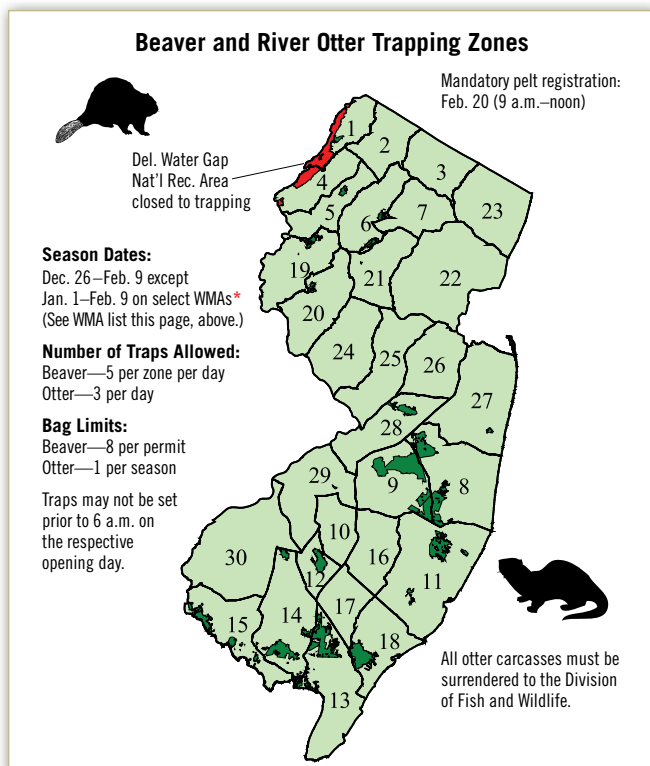 Beaver and River Otter Trapping Zones
Mandatory pelt registration:
Feb. 20 (9 a.m.–noon)
Del. Water Gap
Nat'l Rec. Area
closed to trapping
Season Dates:
Dec. 26–Feb. 9 except
Jan. 1–Feb. 9 on select WMAs*
(See WMA list this page, above.)
Number of Traps Allowed:
Beaver—5 per zone per day
Otter—3 per day
Bag Limits:
Beaver—8 per permit
Otter—1 per season
Traps may not be set
prior to 6 a.m. on
the respective
opening day.
1
2
3
4
5
6
7
23
19
21
22
20
24
25
26
27
28
29
9
8
10
16
30
12
11
15
14
17
18
13
All otter carcasses must be
surrendered to the Division
of Fish and Wildlife.